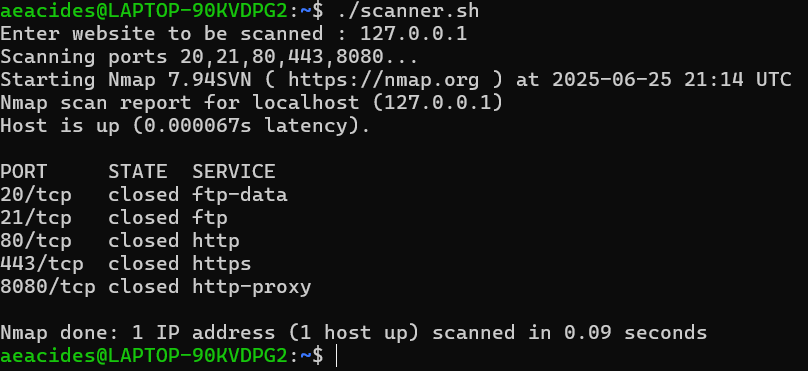 aeacides@LAPTOP-90KVDPG2:~$ ./scanner.sh
Enter website to be scanned : 127.0.0.1
Scanning ports 20,21,80,443,8080...
Starting Nmap 7.94SVN ( https://nmap.org ) at 2025-06-25 21:14 UTC
Nmap scan report for localhost (127.0.0.1)
Host is up (0.000067s latency).

PORT     STATE  SERVICE
20/tcp   closed ftp-data
21/tcp   closed ftp
80/tcp   closed http
443/tcp  closed https
8080/tcp closed http-proxy

Nmap done: 1 IP address (1 host up) scanned in 0.09 seconds
aeacides@LAPTOP-90KVDPG2:~$